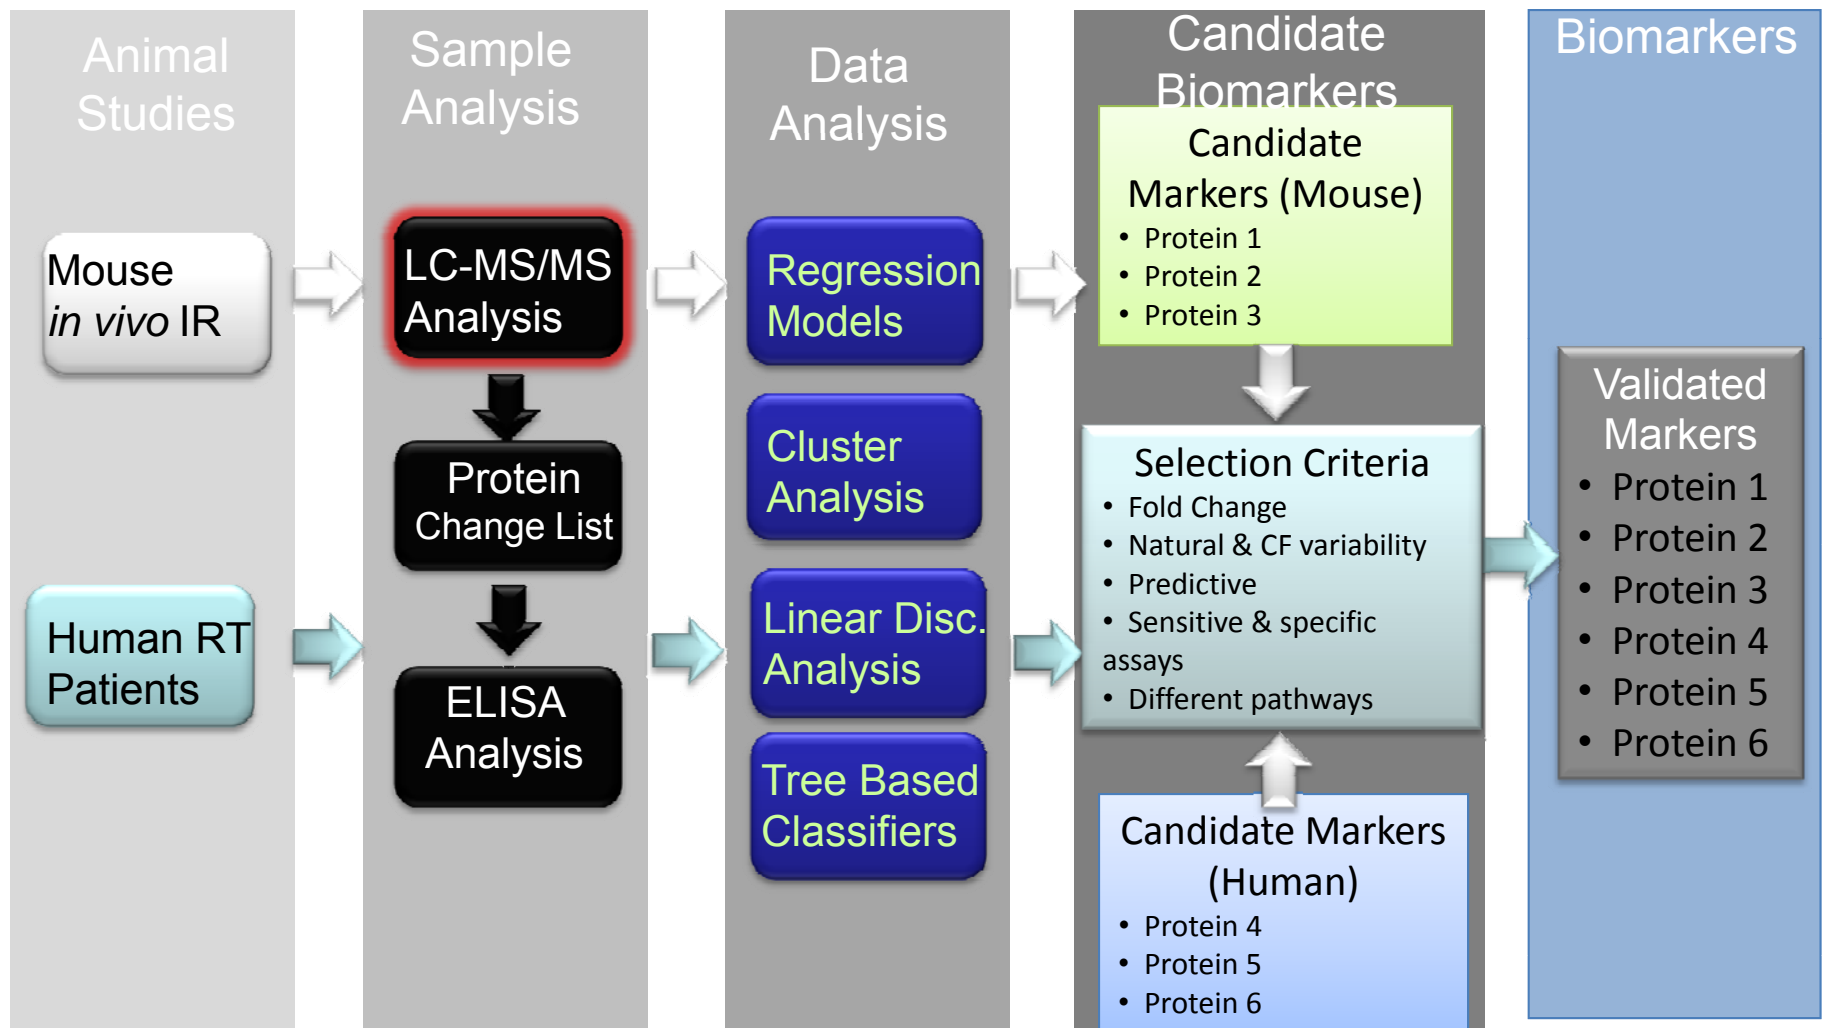 Animal
Studies
Mouse
in vivo IR
Human RT
Patients
Sample
Analysis
LC-MS/MS
Analysis
Protein
Change List
ELISA
Analysis
Data
Analysis
Regression
Models
Cluster
Analysis
Linear Disc.
Analysis
Tree Based
Classifiers
Candidate
Biomarkers
Candidate
Markers (Mouse)
• Protein 1
• Protein 2
• Protein 3
Selection Criteria
• Fold Change
• Natural & CF variability
• Predictive
• Sensitive & specific
assays
• Different pathways
Candidate Markers
(Human)
• Protein 4
• Protein 5
• Protein 6
Biomarkers
Validated
Markers
• Protein 1
• Protein 2
• Protein 3
• Protein 4
• Protein 5
• Protein 6